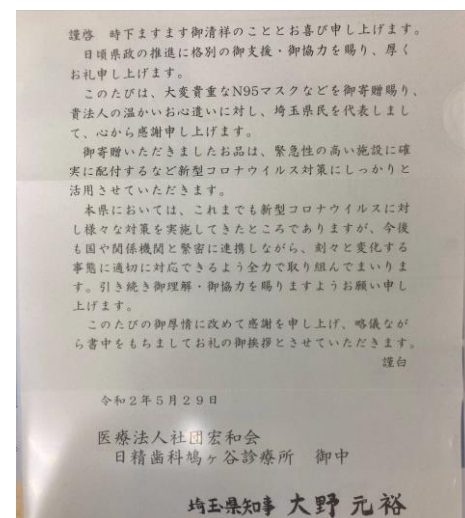 謹啓　時下ますます御清祥のこととお喜び申し上げます。
日頃県政の推進に格別の御支援・御協力を賜り、厚く
お礼申し上げます。
このたびは、大変貴重なN95マスクなどを御寄贈賜り、
貴法人の温かいお心遣いに対し、埼玉県民を代表しまし
て、心から感謝申し上げます。
御寄贈いただきましたお品は、緊急性の高い施設に確
実に配付するなど新型コロナウイルス対策にしっかりと
活用させていただきます。
本県においては、これまでも新型コロナウイルスに対
し様々な対策を実施してきたところでありますが、今後
も国や関係機関と緊密に連携しながら、刻々と変化する
事態に適切に対応できるよう全力で取り組んでまいりま
す。引き続き御理解・御協力を賜りますようお願い申し
上げます。
このたびの御厚情に改めて感謝を申し上げ、略儀なが
ら書中をもちましてお礼の御挨拶とさせていただきます。
謹白
令和2年5月29日
医療法人社団宏和会
日精歯科鳩ヶ谷診療所　御中
埼玉県知事 大野元裕